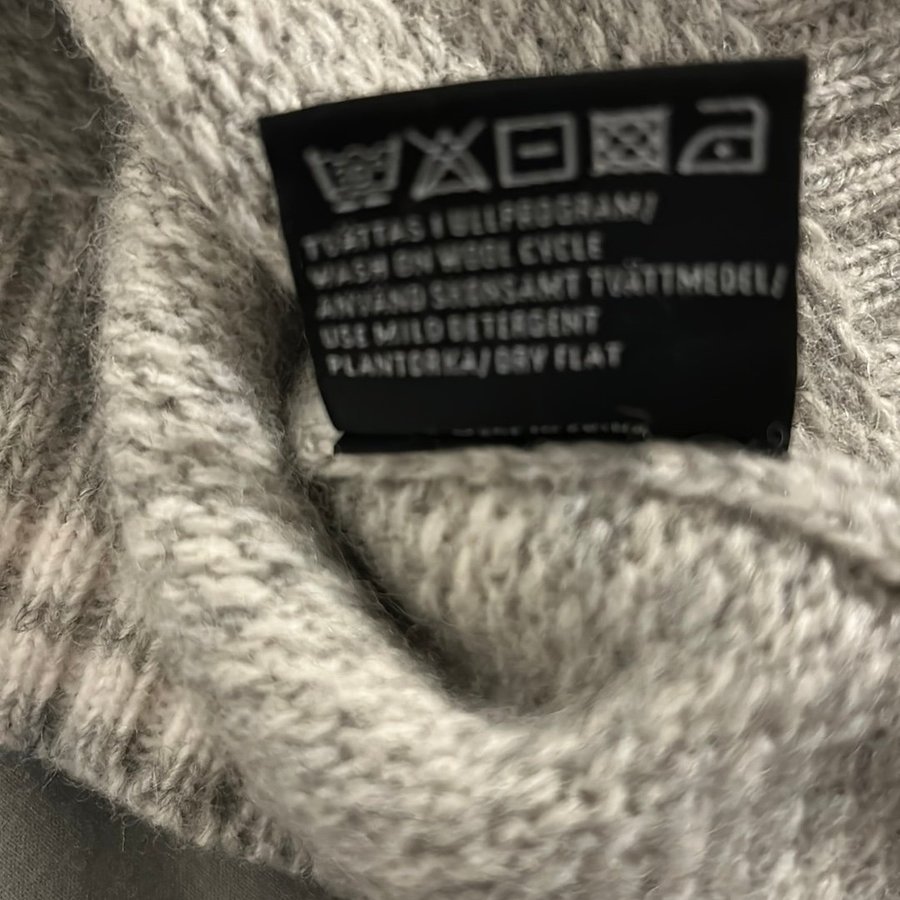 TVÄTTAS I ULLPROGRAM/
WASH ON WOOL CYCLE
ANVÄND SKONSAMT TVÄTTMEDEL/
USE MILD DETERGENT
PLANTORKA/DRY FLAT